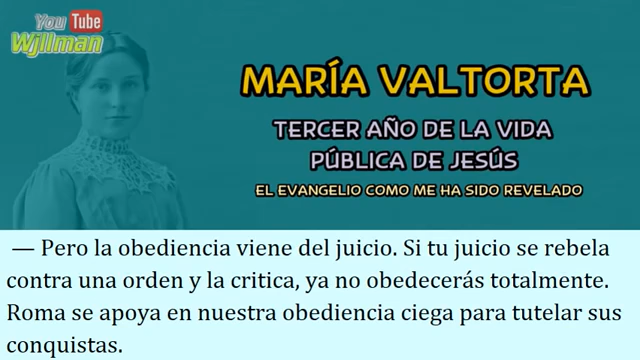 You Tube
Wjllman
MARÍA VALTORTA
TERCER AÑO DE LA VIDA
PÚBLICA DE JESÚS
EL EVANGELIO COMO ME HA SIDO REVELADO
— Pero la obediencia viene del juicio. Si tu juicio se rebela
contra una orden y la critica, ya no obedecerás totalmente.
Roma se apoya en nuestra obediencia ciega para tutelar sus
conquistas.